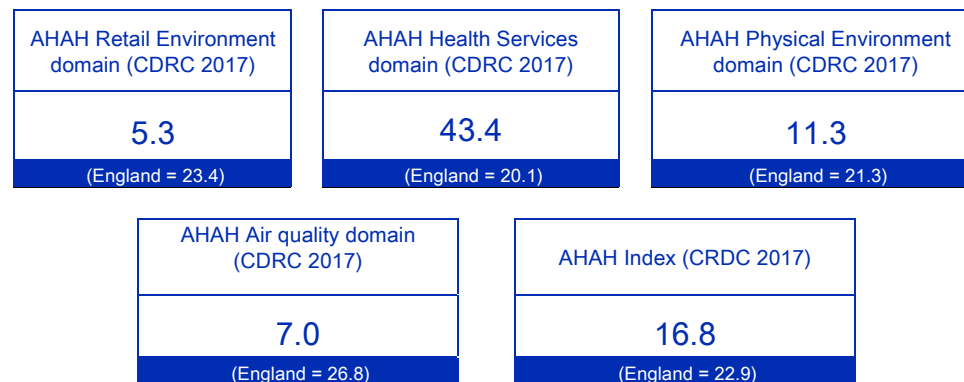 AHAH Retail Environment
domain (CDRC 2017)
5.3
(England = 23.4)
AHAH Health Services
domain (CDRC 2017)
43.4
(England = 20.1)
AHAH Physical Environment
domain (CDRC 2017)
11.3
(England = 21.3)
AHAH Air quality domain
(CDRC 2017)
7.0
(England = 26.8)
AHAH Index (CRDC 2017)
16.8
(England = 22.9)